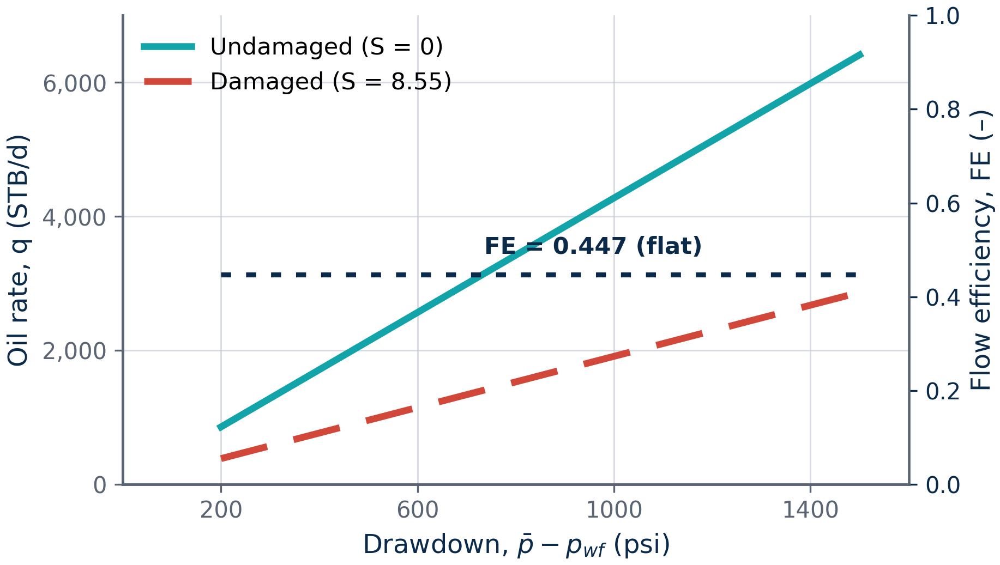 Undamaged (S = 0)
Damaged (S = 8.55)
FE = 0.447 (flat)
Oil rate, q (STB/d)
6,000
4,000
2,000
0
1.0
0.8
0.6
0.4
0.2
0.0
Flow efficiency, FE (–)
200
600
1000
1400
Drawdown, p̄ − p_wf (psi)